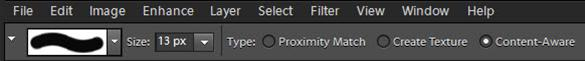 File Edit Image Enhance Layer Select Filter View Window Help
Size: 13 px Type: Proximity Match Create Texture Content-Aware